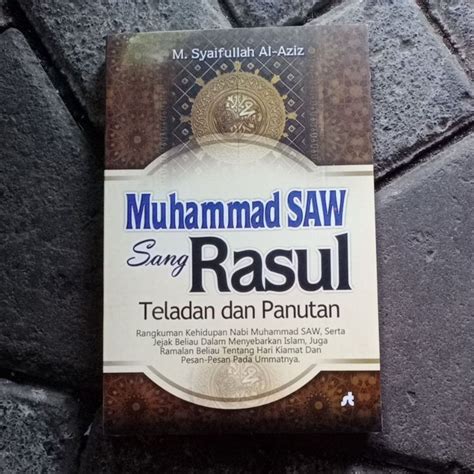 M. Syaifullah Al-Aziz
Muhammad SAW
Sang Rasul
Teladan dan Panutan
Rangkuman Kehidupan Nabi Muhammad SAW, Serta
Jejak Beliau Dalam Menyebarkan Islam, Juga
Ramalan Beliau Tentang Hari Kiamat Dan
Pesan-Pesan Pada Ummatnya.